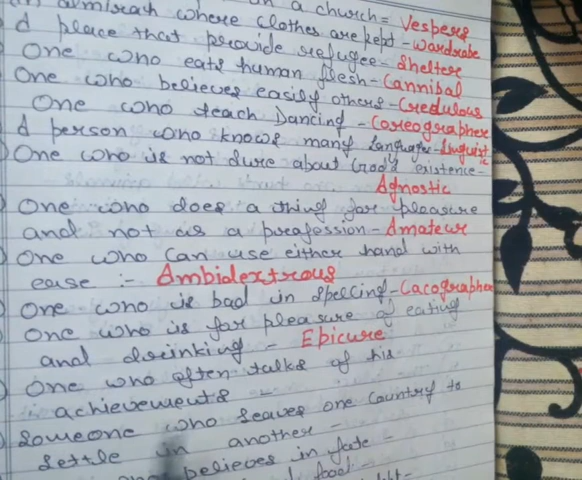 a church = Vespers
almirah where clothes are kept - Wardrobe
d place that provide refugee - Shelter
One who eats human flesh - Cannibal
One who believes easily others - Credulous
One who teach Dancing - Coreographer
d person who knows many Language - Linguist
One who is not sure about God's existence -
Agnostic
One who does a thing for pleasure
and not as a profession - Amateur
One who can use either hand with
ease :- Ambidextrous
One who is bad in Spelling - Cacographer
One who is for pleasure of eating
and drinking - Epicure
One who often talks of his
achievements -
Someone who leaves one Country to
settle in another -
believes in fate -
food -